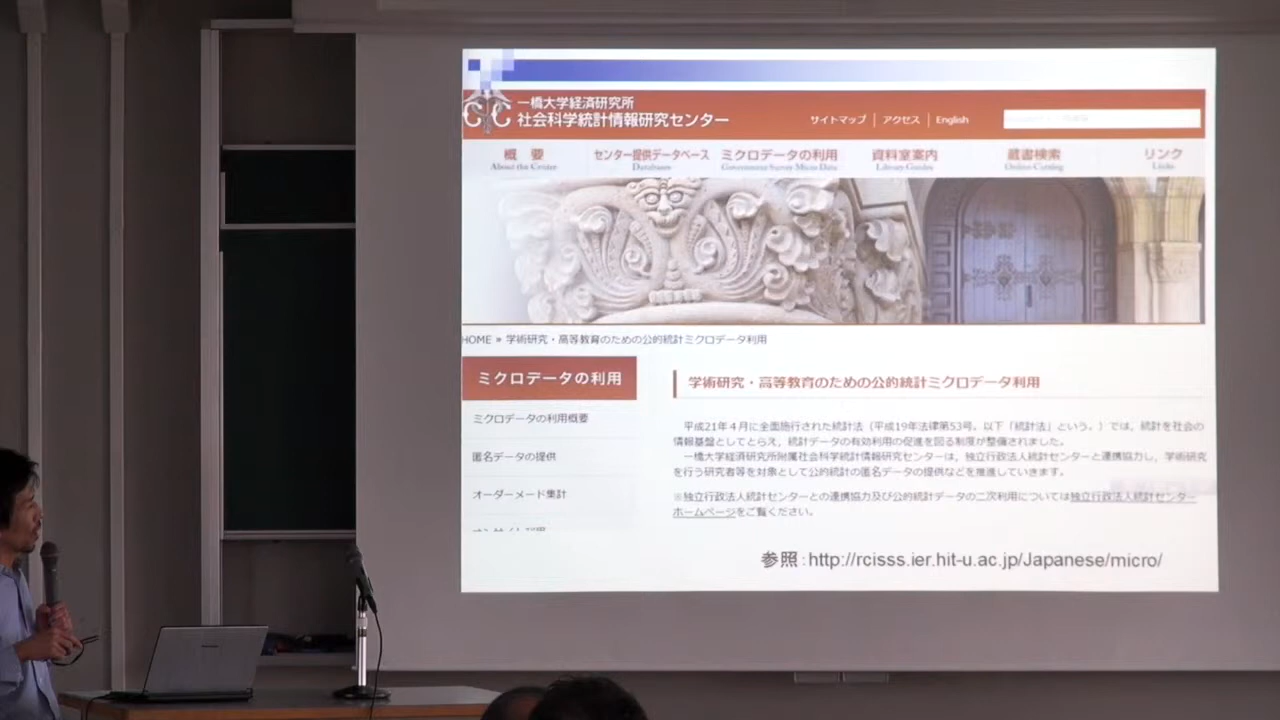 一橋大学経済研究所
社会科学統計情報研究センター
サイトマップ | アクセス | English
概 要 センター提供データベース ミクロデータの利用 資料室案内 蔵書検索 リンク
About the Center Databases Government Survey Micro Data Library Guides Online Catalog Links
HOME » 学術研究・高等教育のための公的統計ミクロデータ利用
ミクロデータの利用
ミクロデータの利用概要
匿名データの提供
オーダーメード集計
学術研究・高等教育のための公的統計ミクロデータ利用
平成21年4月に全面施行された統計法（平成19年法律第53号。以下「統計法」という。）では，統計を社会の
情報基盤としてとらえ，統計データの有効利用の促進を図る制度が整備されました。
一橋大学経済研究所附属社会科学統計情報研究センターは，独立行政法人統計センターと連携協力し，学術研究
を行う研究者等を対象として公的統計の匿名データの提供などを推進していきます。
※独立行政法人統計センターとの連携協力及び公的統計データの二次利用については独立行政法人統計センター
ホームページをご覧ください。
参照：http://rcisss.ier.hit-u.ac.jp/Japanese/micro/